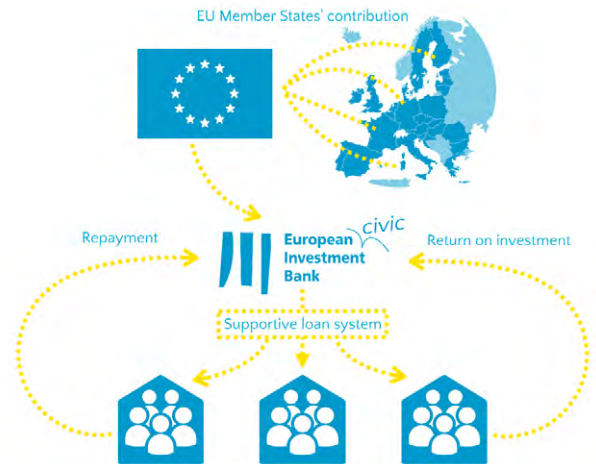 EU Member States' contribution
civic
European
Investment
Bank
Repayment
Return on investment
Supportive loan system